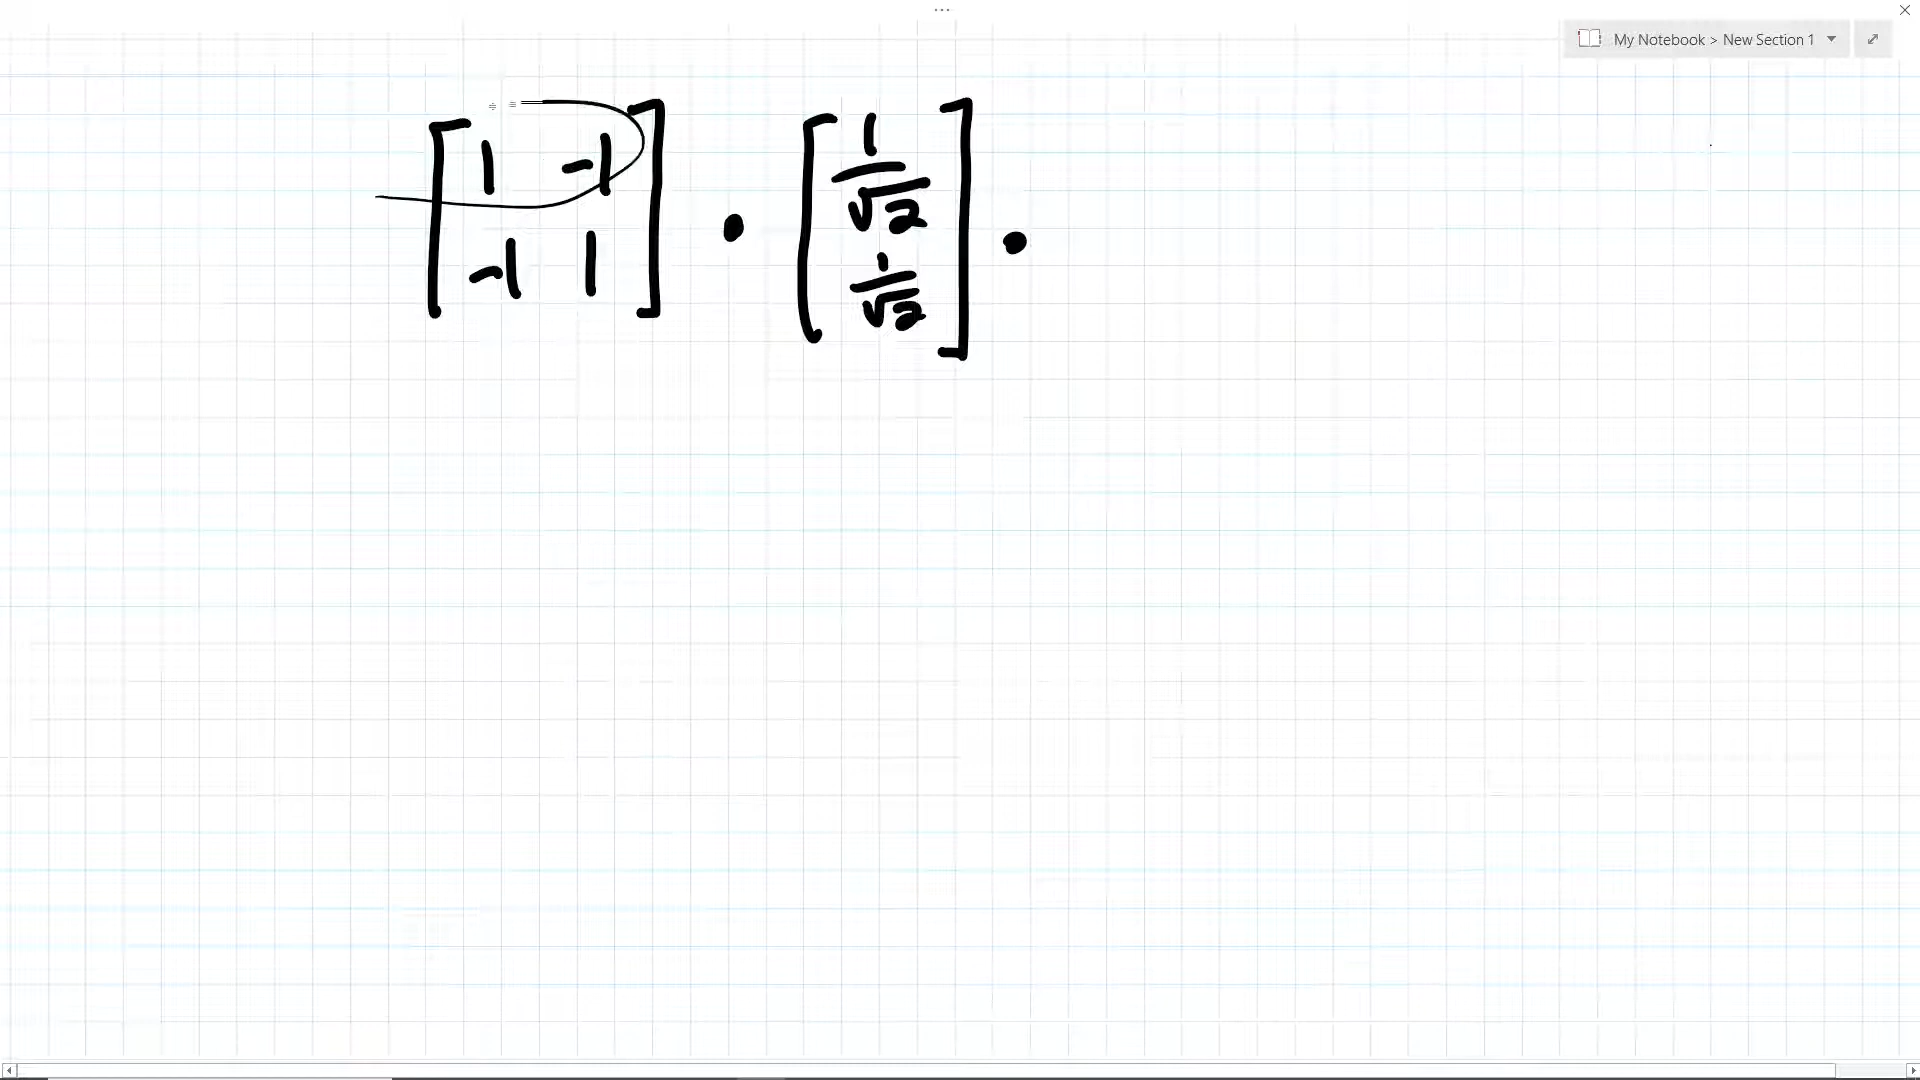 ...
My Notebook > New Section 1
[1 -1
-1 1] • [1/√2
1/√2] •